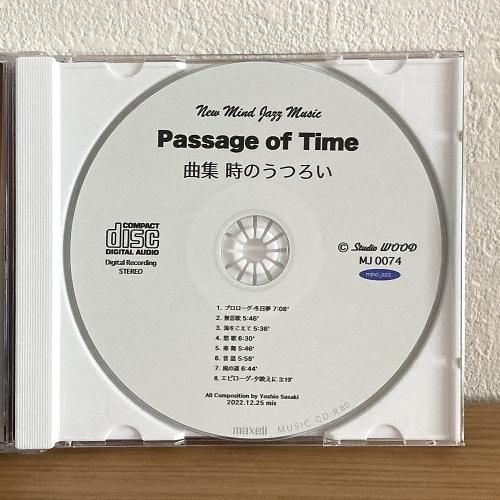 New Mind Jazz Music
Passage of Time
曲集 時のうつろい
COMPACT
disc
DIGITAL AUDIO
Digital Recording
STEREO
© Studio WOOD
MJ 0074
mind jazz
1. プロローグ-冬日夢 7:08"
2. 無言歌 5:46"
3. 海をこえて 5:36"
4. 愁 歌 6:30"
5. 寿 舞 5:46"
6. 昔 話 5:58"
7. 風の道 6:44"
8. エピローグ-夕映えに 3:19"
All Composition by Yoshio Sasaki
2022.12.25 mix
maxell MUSIC CD-R80